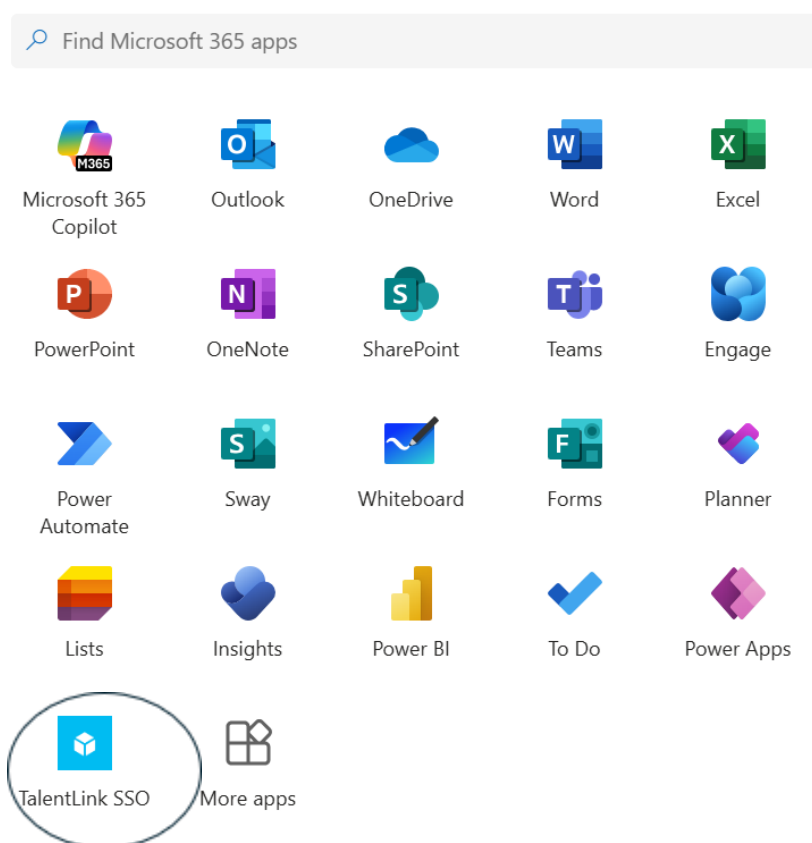 Find Microsoft 365 apps
M365
Microsoft 365 Copilot
O
Outlook
OneDrive
W
Word
X
Excel
P
PowerPoint
N
OneNote
S
SharePoint
T
Teams
Engage
Power Automate
S
Sway
Whiteboard
F
Forms
Planner
Lists
Insights
Power BI
To Do
Power Apps
TalentLink SSO
More apps